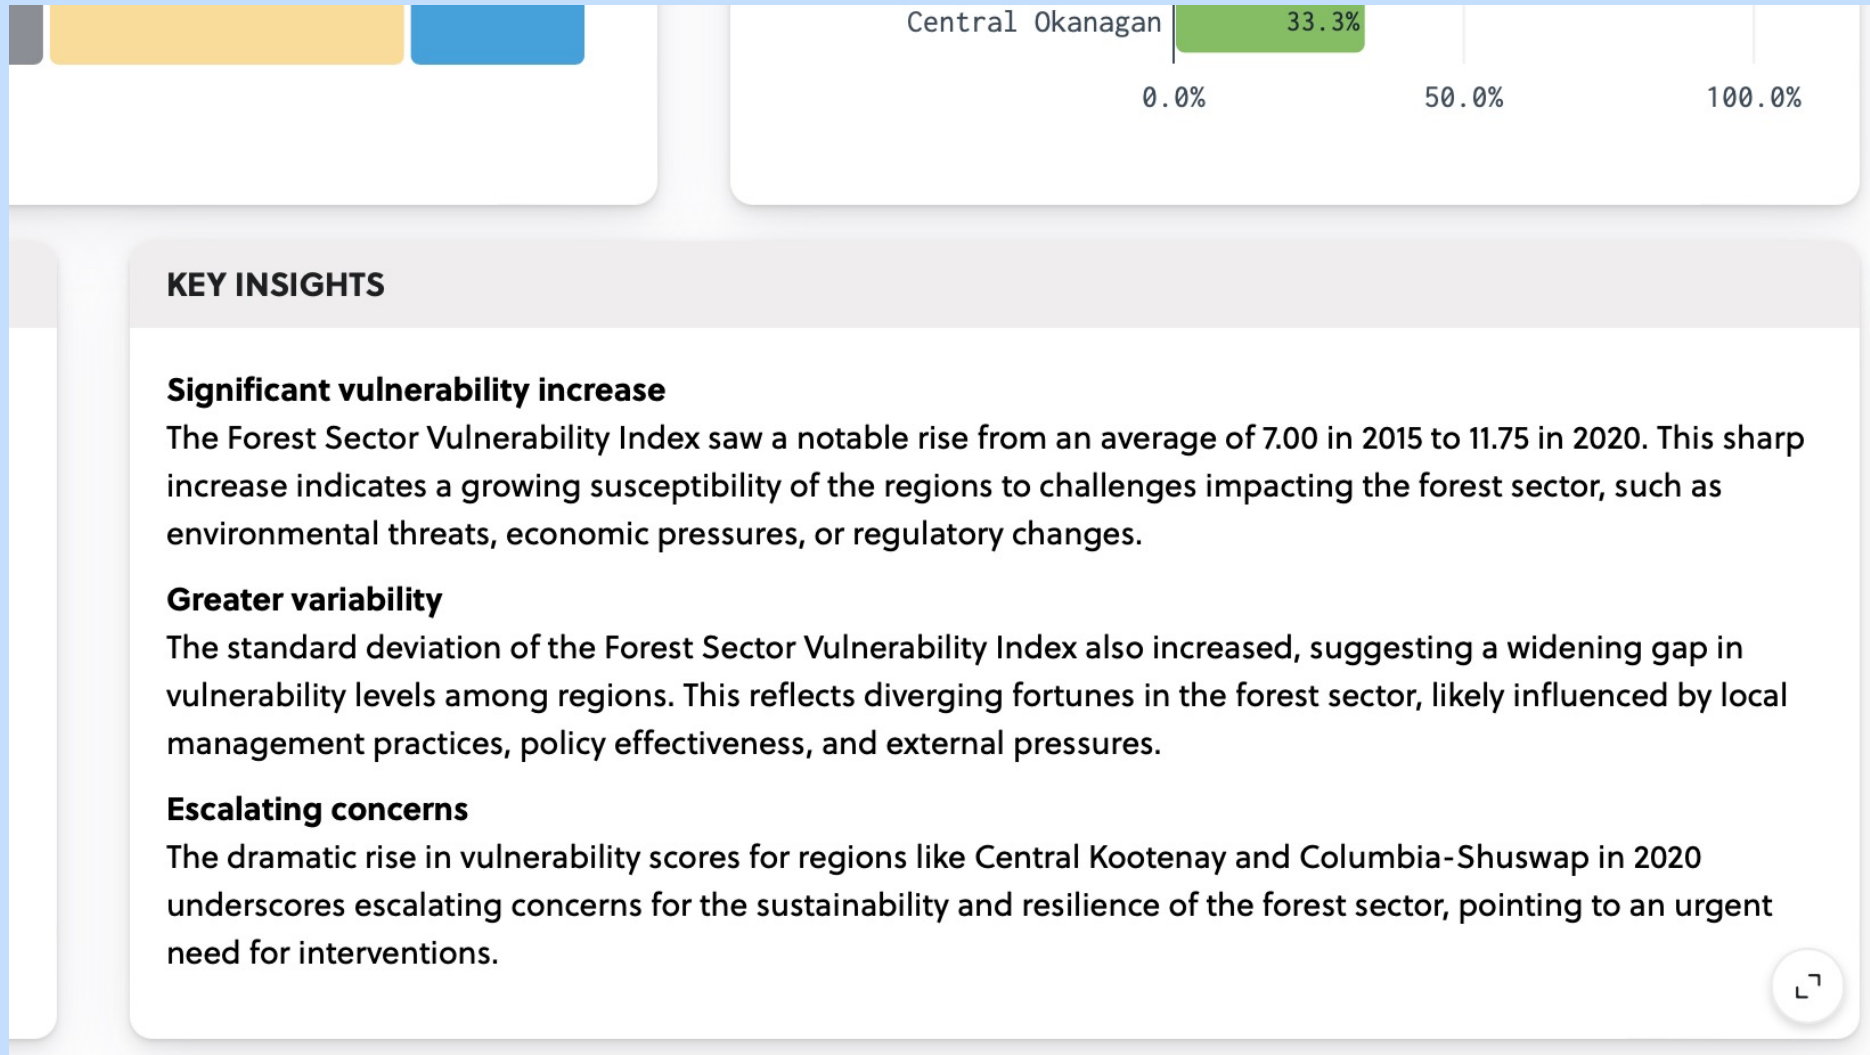 Central Okanagan 33.3%
0.0% 50.0% 100.0%
KEY INSIGHTS
Significant vulnerability increase
The Forest Sector Vulnerability Index saw a notable rise from an average of 7.00 in 2015 to 11.75 in 2020. This sharp
increase indicates a growing susceptibility of the regions to challenges impacting the forest sector, such as
environmental threats, economic pressures, or regulatory changes.
Greater variability
The standard deviation of the Forest Sector Vulnerability Index also increased, suggesting a widening gap in
vulnerability levels among regions. This reflects diverging fortunes in the forest sector, likely influenced by local
management practices, policy effectiveness, and external pressures.
Escalating concerns
The dramatic rise in vulnerability scores for regions like Central Kootenay and Columbia-Shuswap in 2020
underscores escalating concerns for the sustainability and resilience of the forest sector, pointing to an urgent
need for interventions.